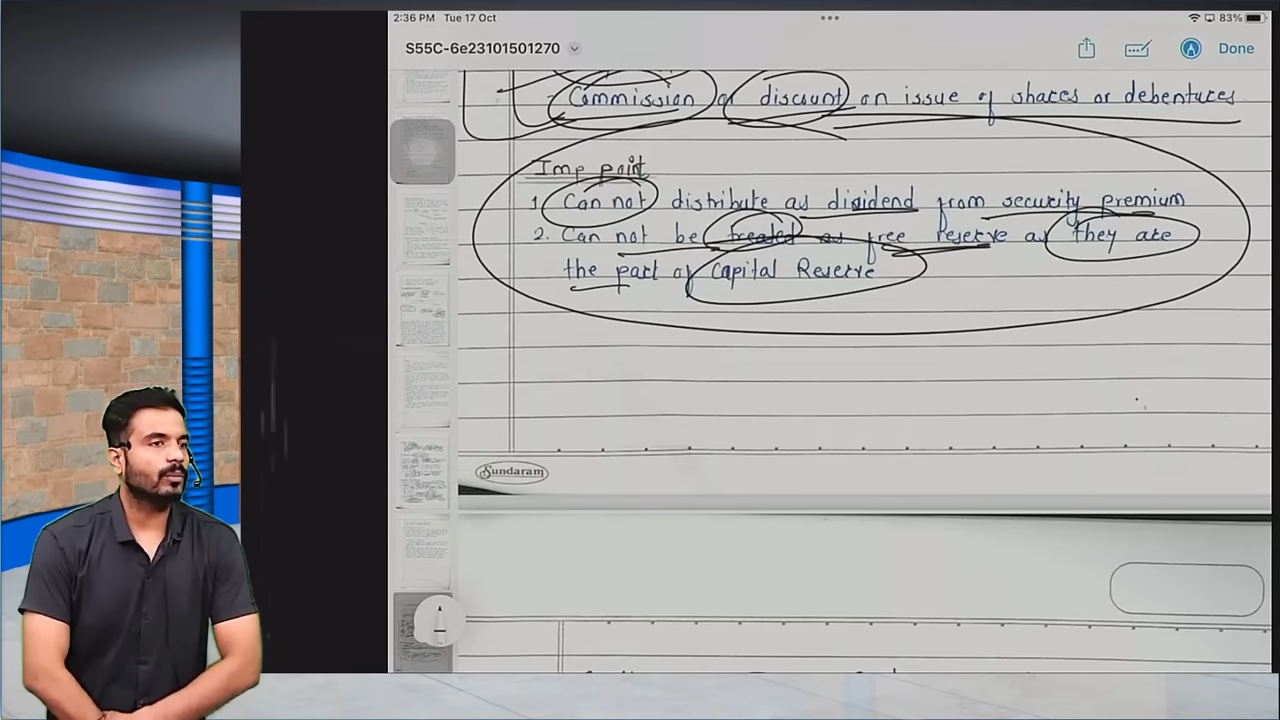 2:36 PM Tue 17 Oct
83%
S55C-6e23101501270
Done
- Commission or discount on issue of shares or debentures
Imp point
1. Can not distribute as dividend from security premium
2. Can not be treated as free reserve as they are
the part of Capital Reserve
Sundaram